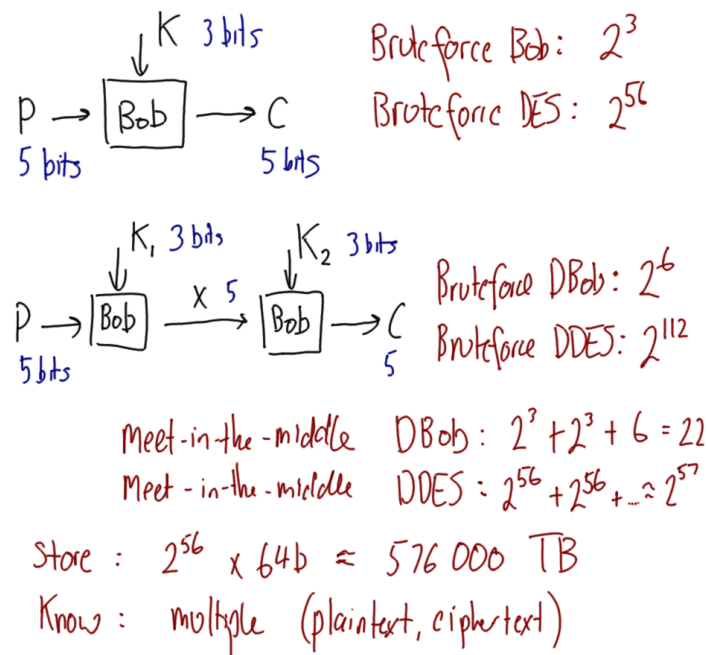 K 3 bits
P → Bob → C
5 bits 5 bits
Bruteforce Bob: 2^3
Bruteforce DES: 2^56
K1 3 bits K2 3 bits
P → Bob X 5 → Bob → C
5 bits 5
Bruteforce DBob: 2^6
Bruteforce DDES: 2^112
Meet-in-the-middle DBob: 2^3 + 2^3 + 6 = 22
Meet-in-the-middle DDES: 2^56 + 2^56 + ... ≈ 2^57
Store: 2^56 x 64b ≈ 576 000 TB
Know: multiple (plaintext, ciphertext)